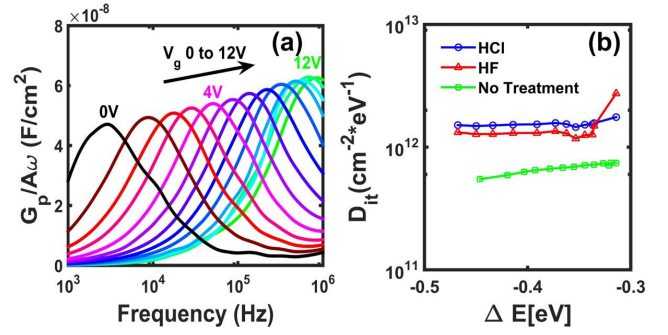 ×10⁻⁸
8
6
4
2
0
G_p/Aω (F/cm²)
V_g 0 to 12V
(a)
0V
4V
12V
10³ 10⁴ 10⁵ 10⁶
Frequency (Hz)
10¹³
10¹²
10¹¹
D_it(cm⁻²*eV⁻¹)
HCl
HF
No Treatment
(b)
-0.5 -0.4 -0.3
Δ E[eV]